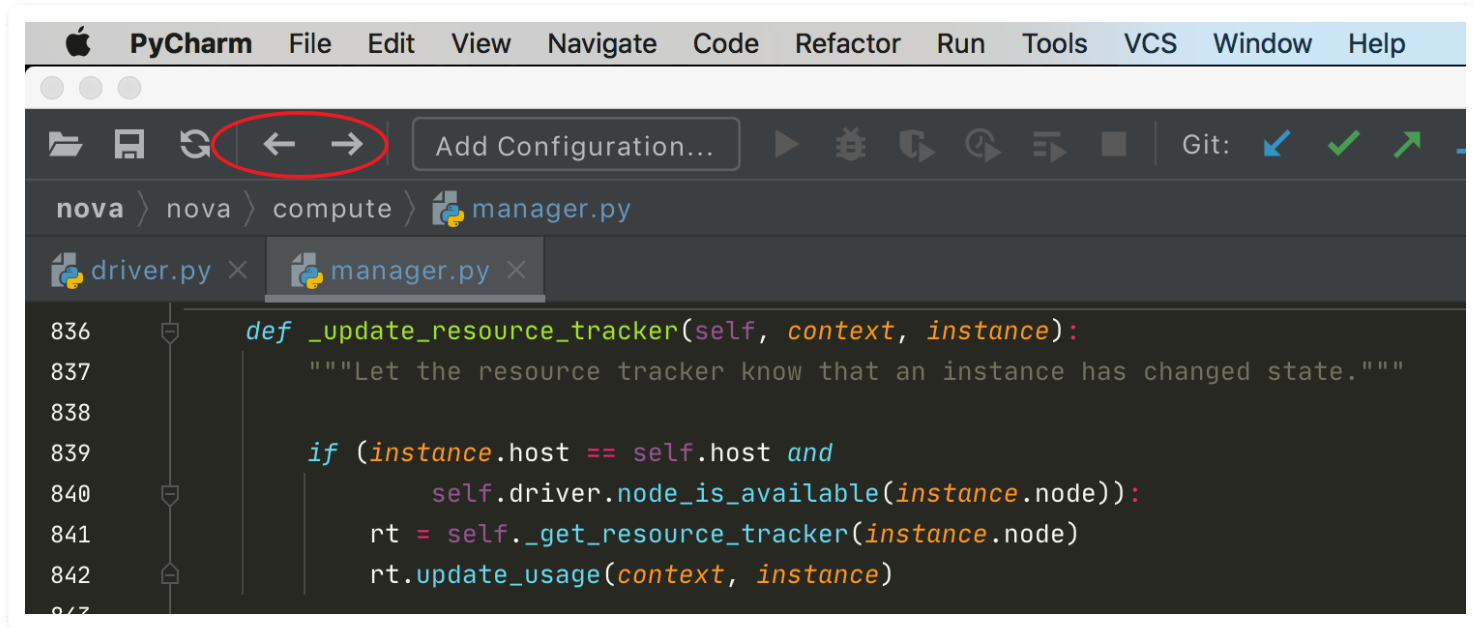 PyCharm File Edit View Navigate Code Refactor Run Tools VCS Window Help
Add Configuration... Git:
nova nova compute manager.py
driver.py manager.py
836 def _update_resource_tracker(self, context, instance):
837 """Let the resource tracker know that an instance has changed state."""
838
839 if (instance.host == self.host and
840 self.driver.node_is_available(instance.node)):
841 rt = self._get_resource_tracker(instance.node)
842 rt.update_usage(context, instance)